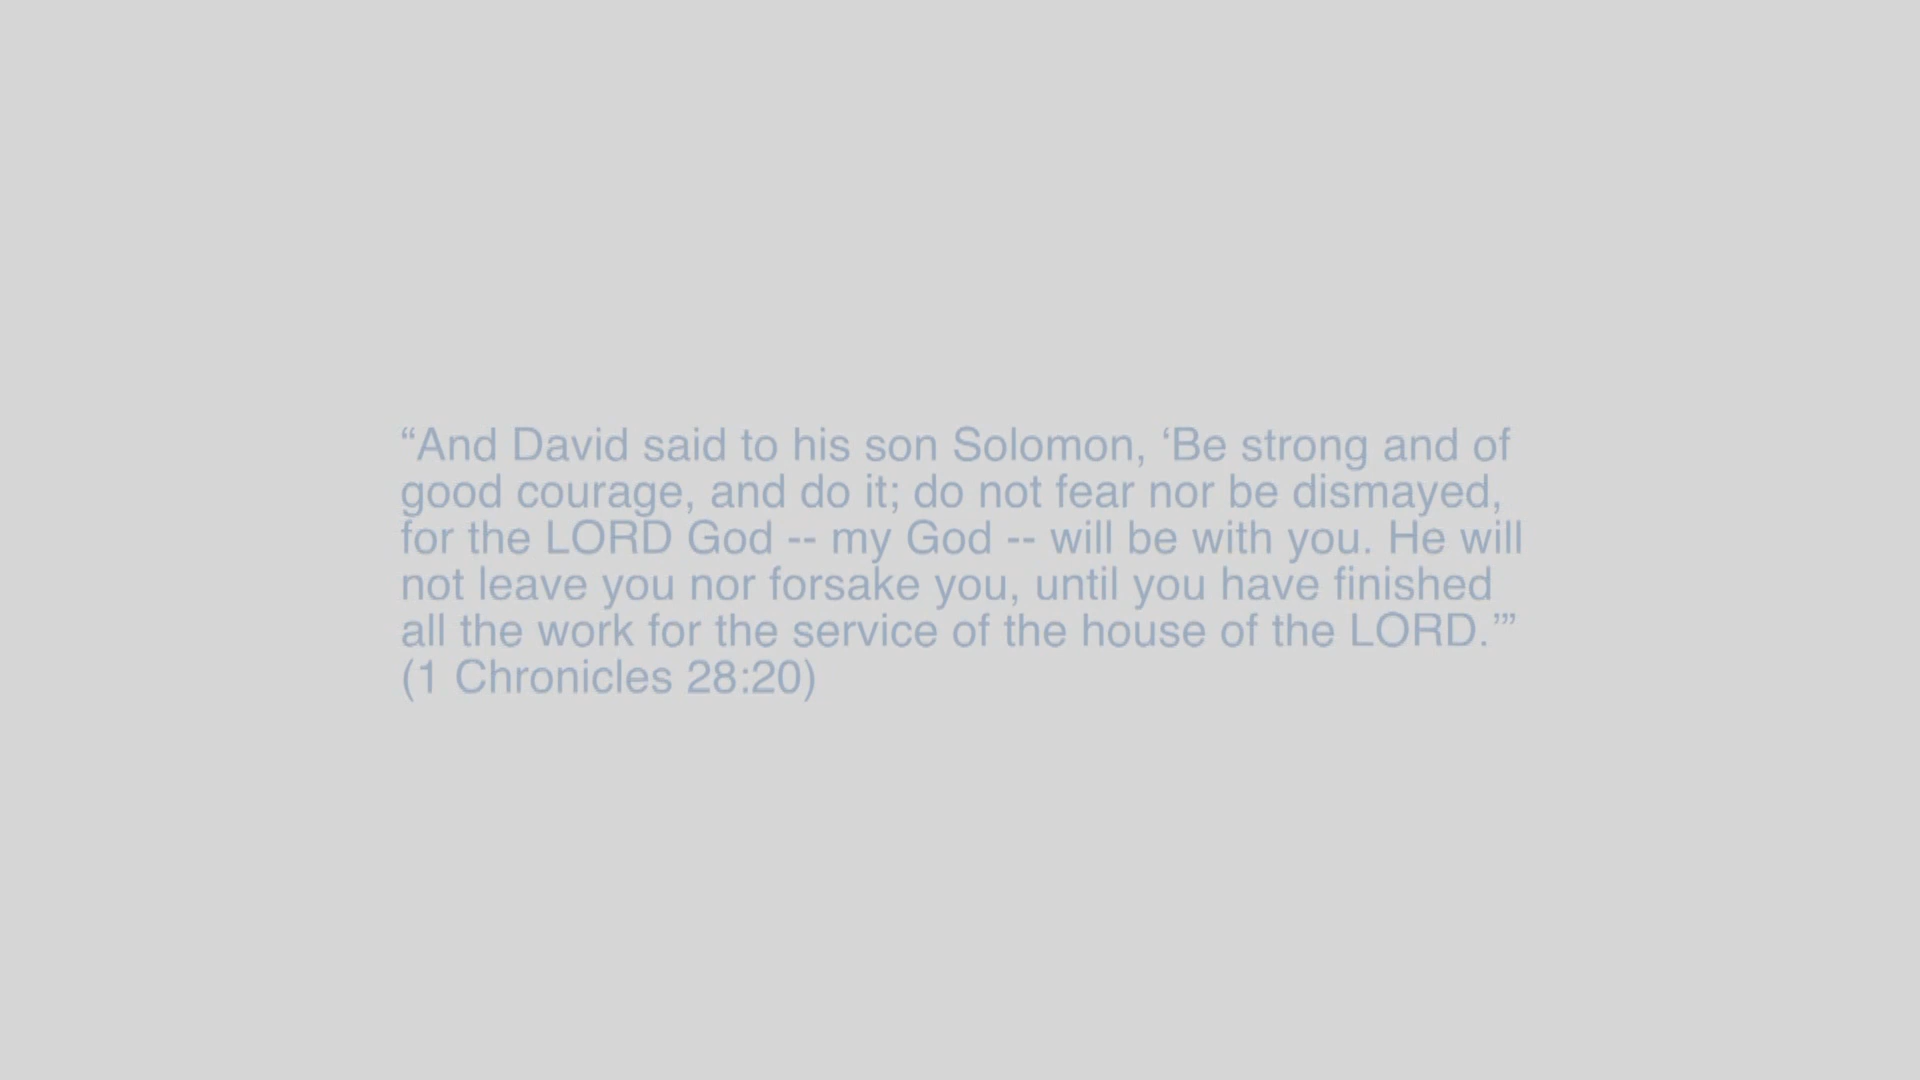 “And David said to his son Solomon, ‘Be strong and of
good courage, and do it; do not fear nor be dismayed,
for the LORD God -- my God -- will be with you. He will
not leave you nor forsake you, until you have finished
all the work for the service of the house of the LORD.’”
(1 Chronicles 28:20)